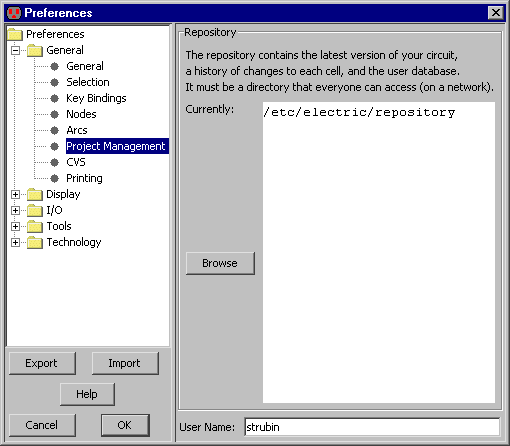 Preferences
Preferences
General
General
Selection
Key Bindings
Nodes
Arcs
Project Management
CVS
Printing
Display
I/O
Tools
Technology
Export
Import
Help
Cancel
OK
Repository
The repository contains the latest version of your circuit,
a history of changes to each cell, and the user database.
It must be a directory that everyone can access (on a network).
Currently:
/etc/electric/repository
Browse
User Name:
strubin